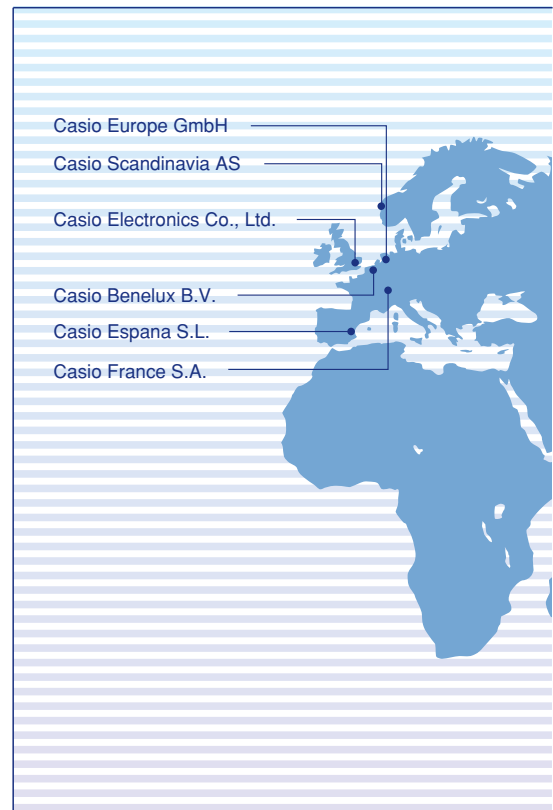 Casio Europe GmbH
Casio Scandinavia AS
Casio Electronics Co., Ltd.
Casio Benelux B.V.
Casio Espana S.L.
Casio France S.A.